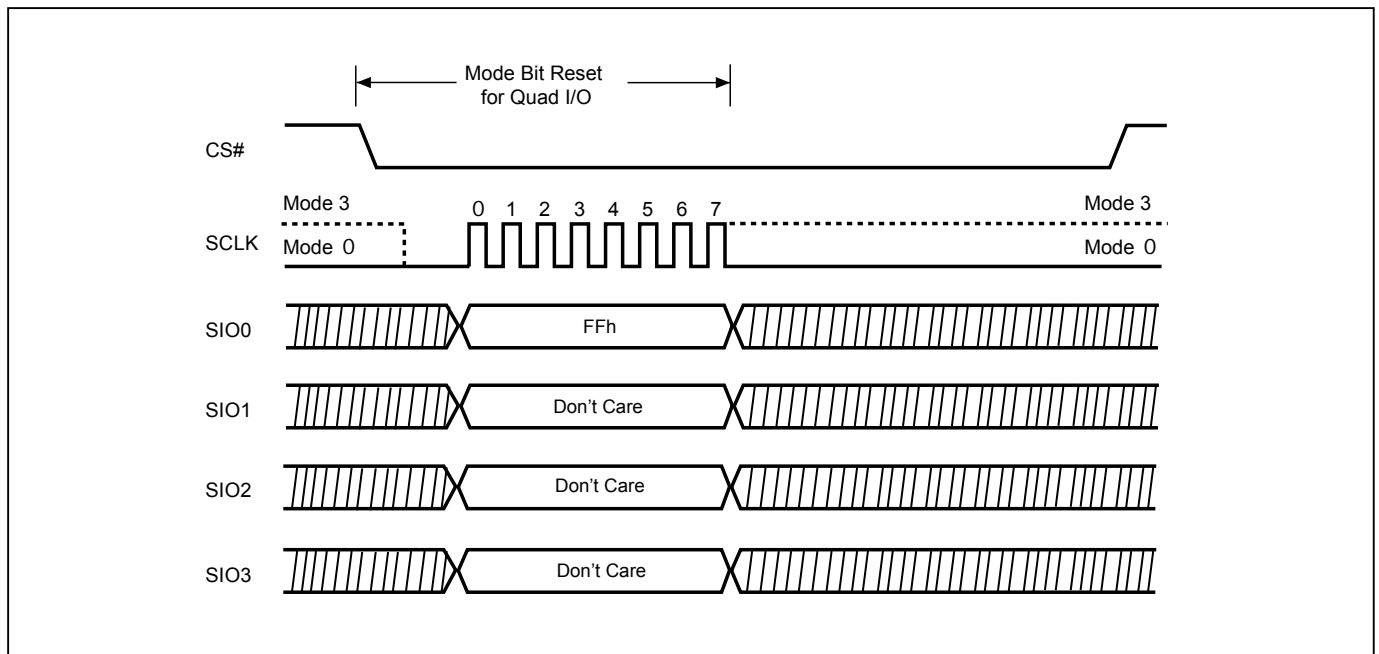 Mode Bit Reset
for Quad I/O
CS#
Mode 3
0 1 2 3 4 5 6 7
Mode 3
SCLK
Mode 0
Mode 0
SIO0
FFh
SIO1
Don't Care
SIO2
Don't Care
SIO3
Don't Care